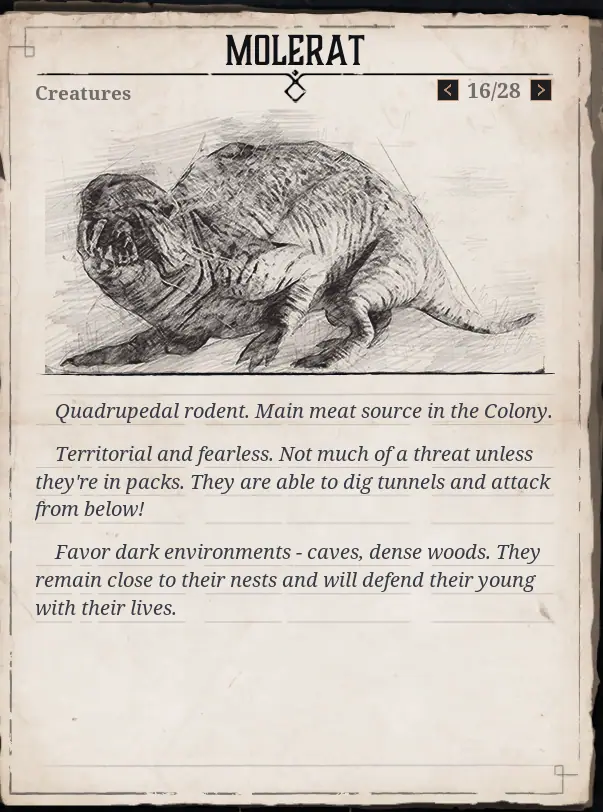 MOLERAT
Creatures
< 16/28 >
Quadrupedal rodent. Main meat source in the Colony.
Territorial and fearless. Not much of a threat unless
they're in packs. They are able to dig tunnels and attack
from below!
Favor dark environments - caves, dense woods. They
remain close to their nests and will defend their young
with their lives.